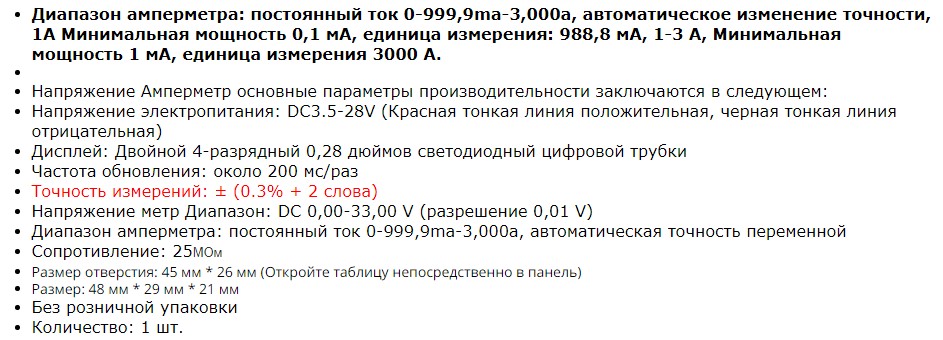 Диапазон амперметра: постоянный ток 0-999,9ma-3,000a, автоматическое изменение точности,
1A Минимальная мощность 0,1 мА, единица измерения: 988,8 мА, 1-3 А, Минимальная
мощность 1 мА, единица измерения 3000 А.
Напряжение Амперметр основные параметры производительности заключаются в следующем:
Напряжение электропитания: DC3.5-28V (Красная тонкая линия положительная, черная тонкая линия
отрицательная)
Дисплей: Двойной 4-разрядный 0,28 дюймов светодиодный цифровой трубки
Частота обновления: около 200 мс/раз
Точность измерений: ± (0.3% + 2 слова)
Напряжение метр Диапазон: DC 0,00-33,00 V (разрешение 0,01 V)
Диапазон амперметра: постоянный ток 0-999,9ma-3,000a, автоматическая точность переменной
Сопротивление: 25МОм
Размер отверстия: 45 мм * 26 мм (Откройте таблицу непосредственно в панель)
Размер: 48 мм * 29 мм * 21 мм
Без розничной упаковки
Количество: 1 шт.